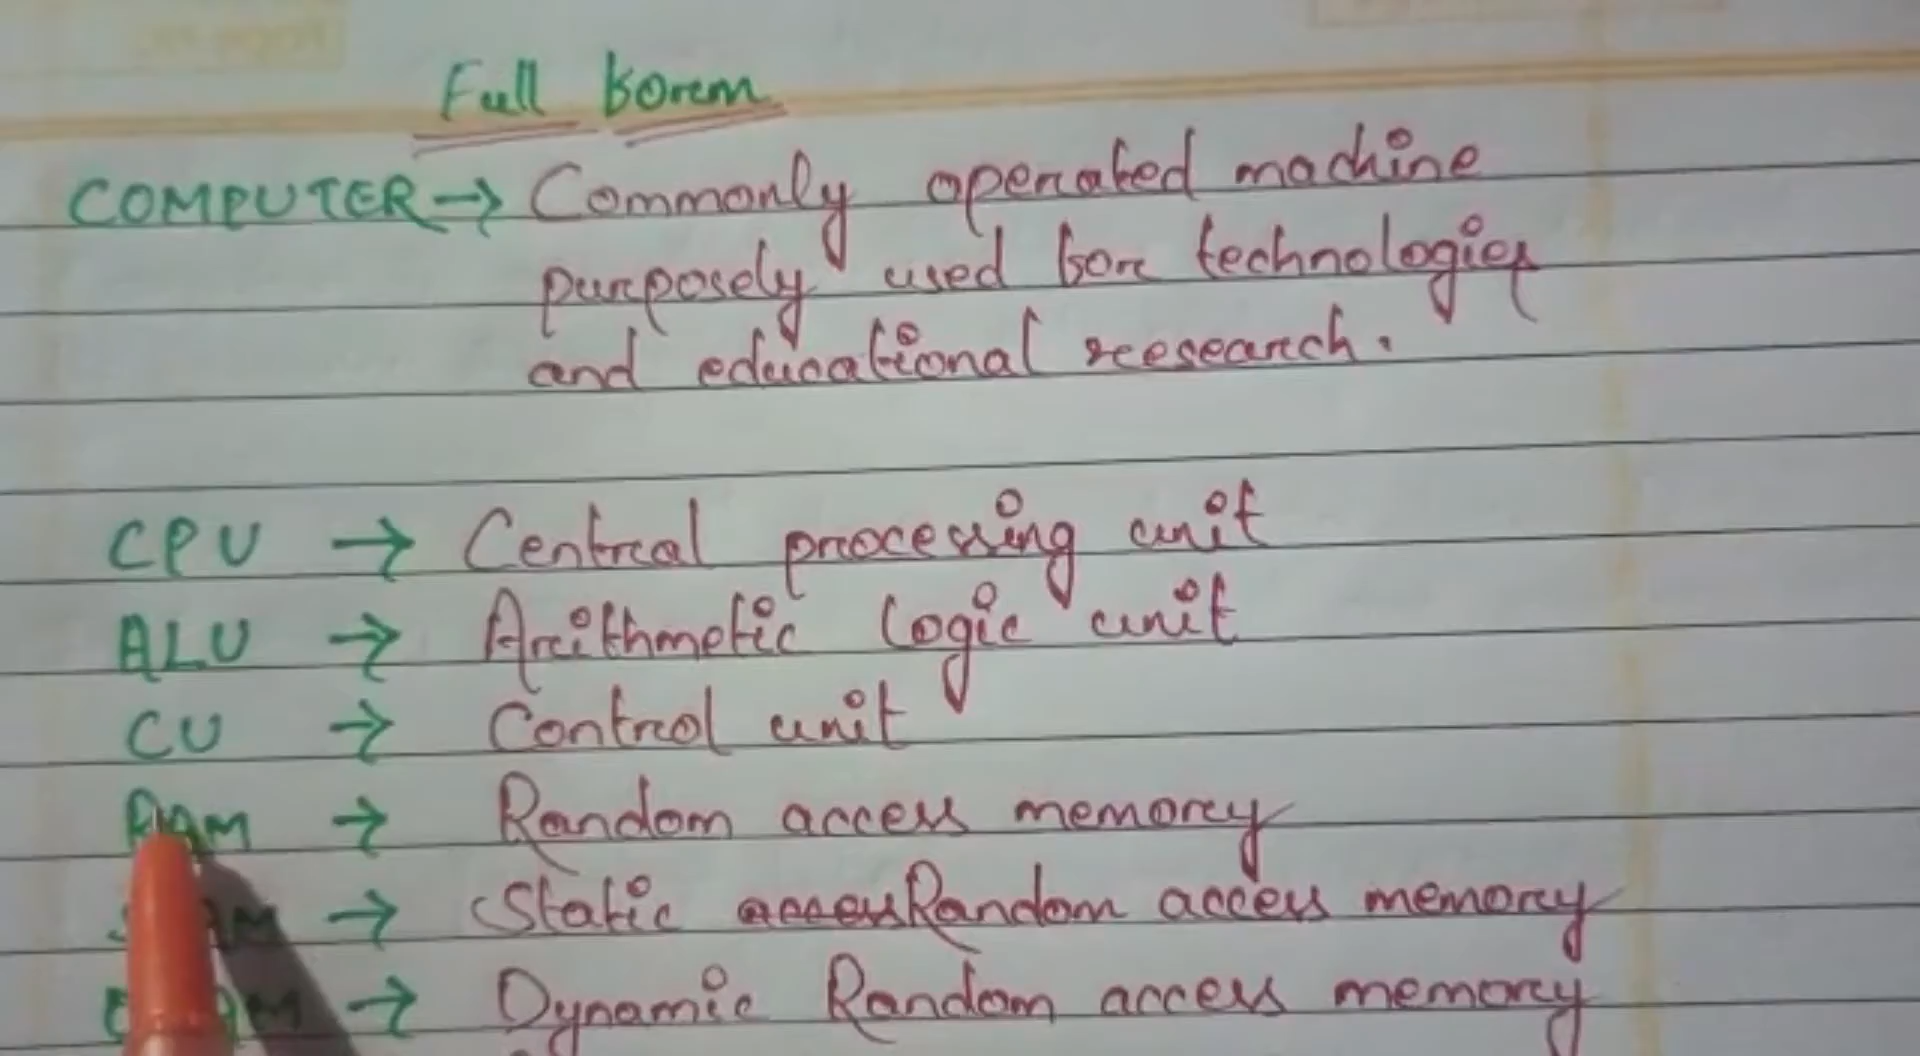 Full Form
COMPUTER → Commonly operated machine
purposely used for technologies
and educational research.
CPU → Central processing unit
ALU → Arithmetic logic unit
CU → Control unit
RAM → Random access memory
→ Static Random access memory
→ Dynamic Random access memory